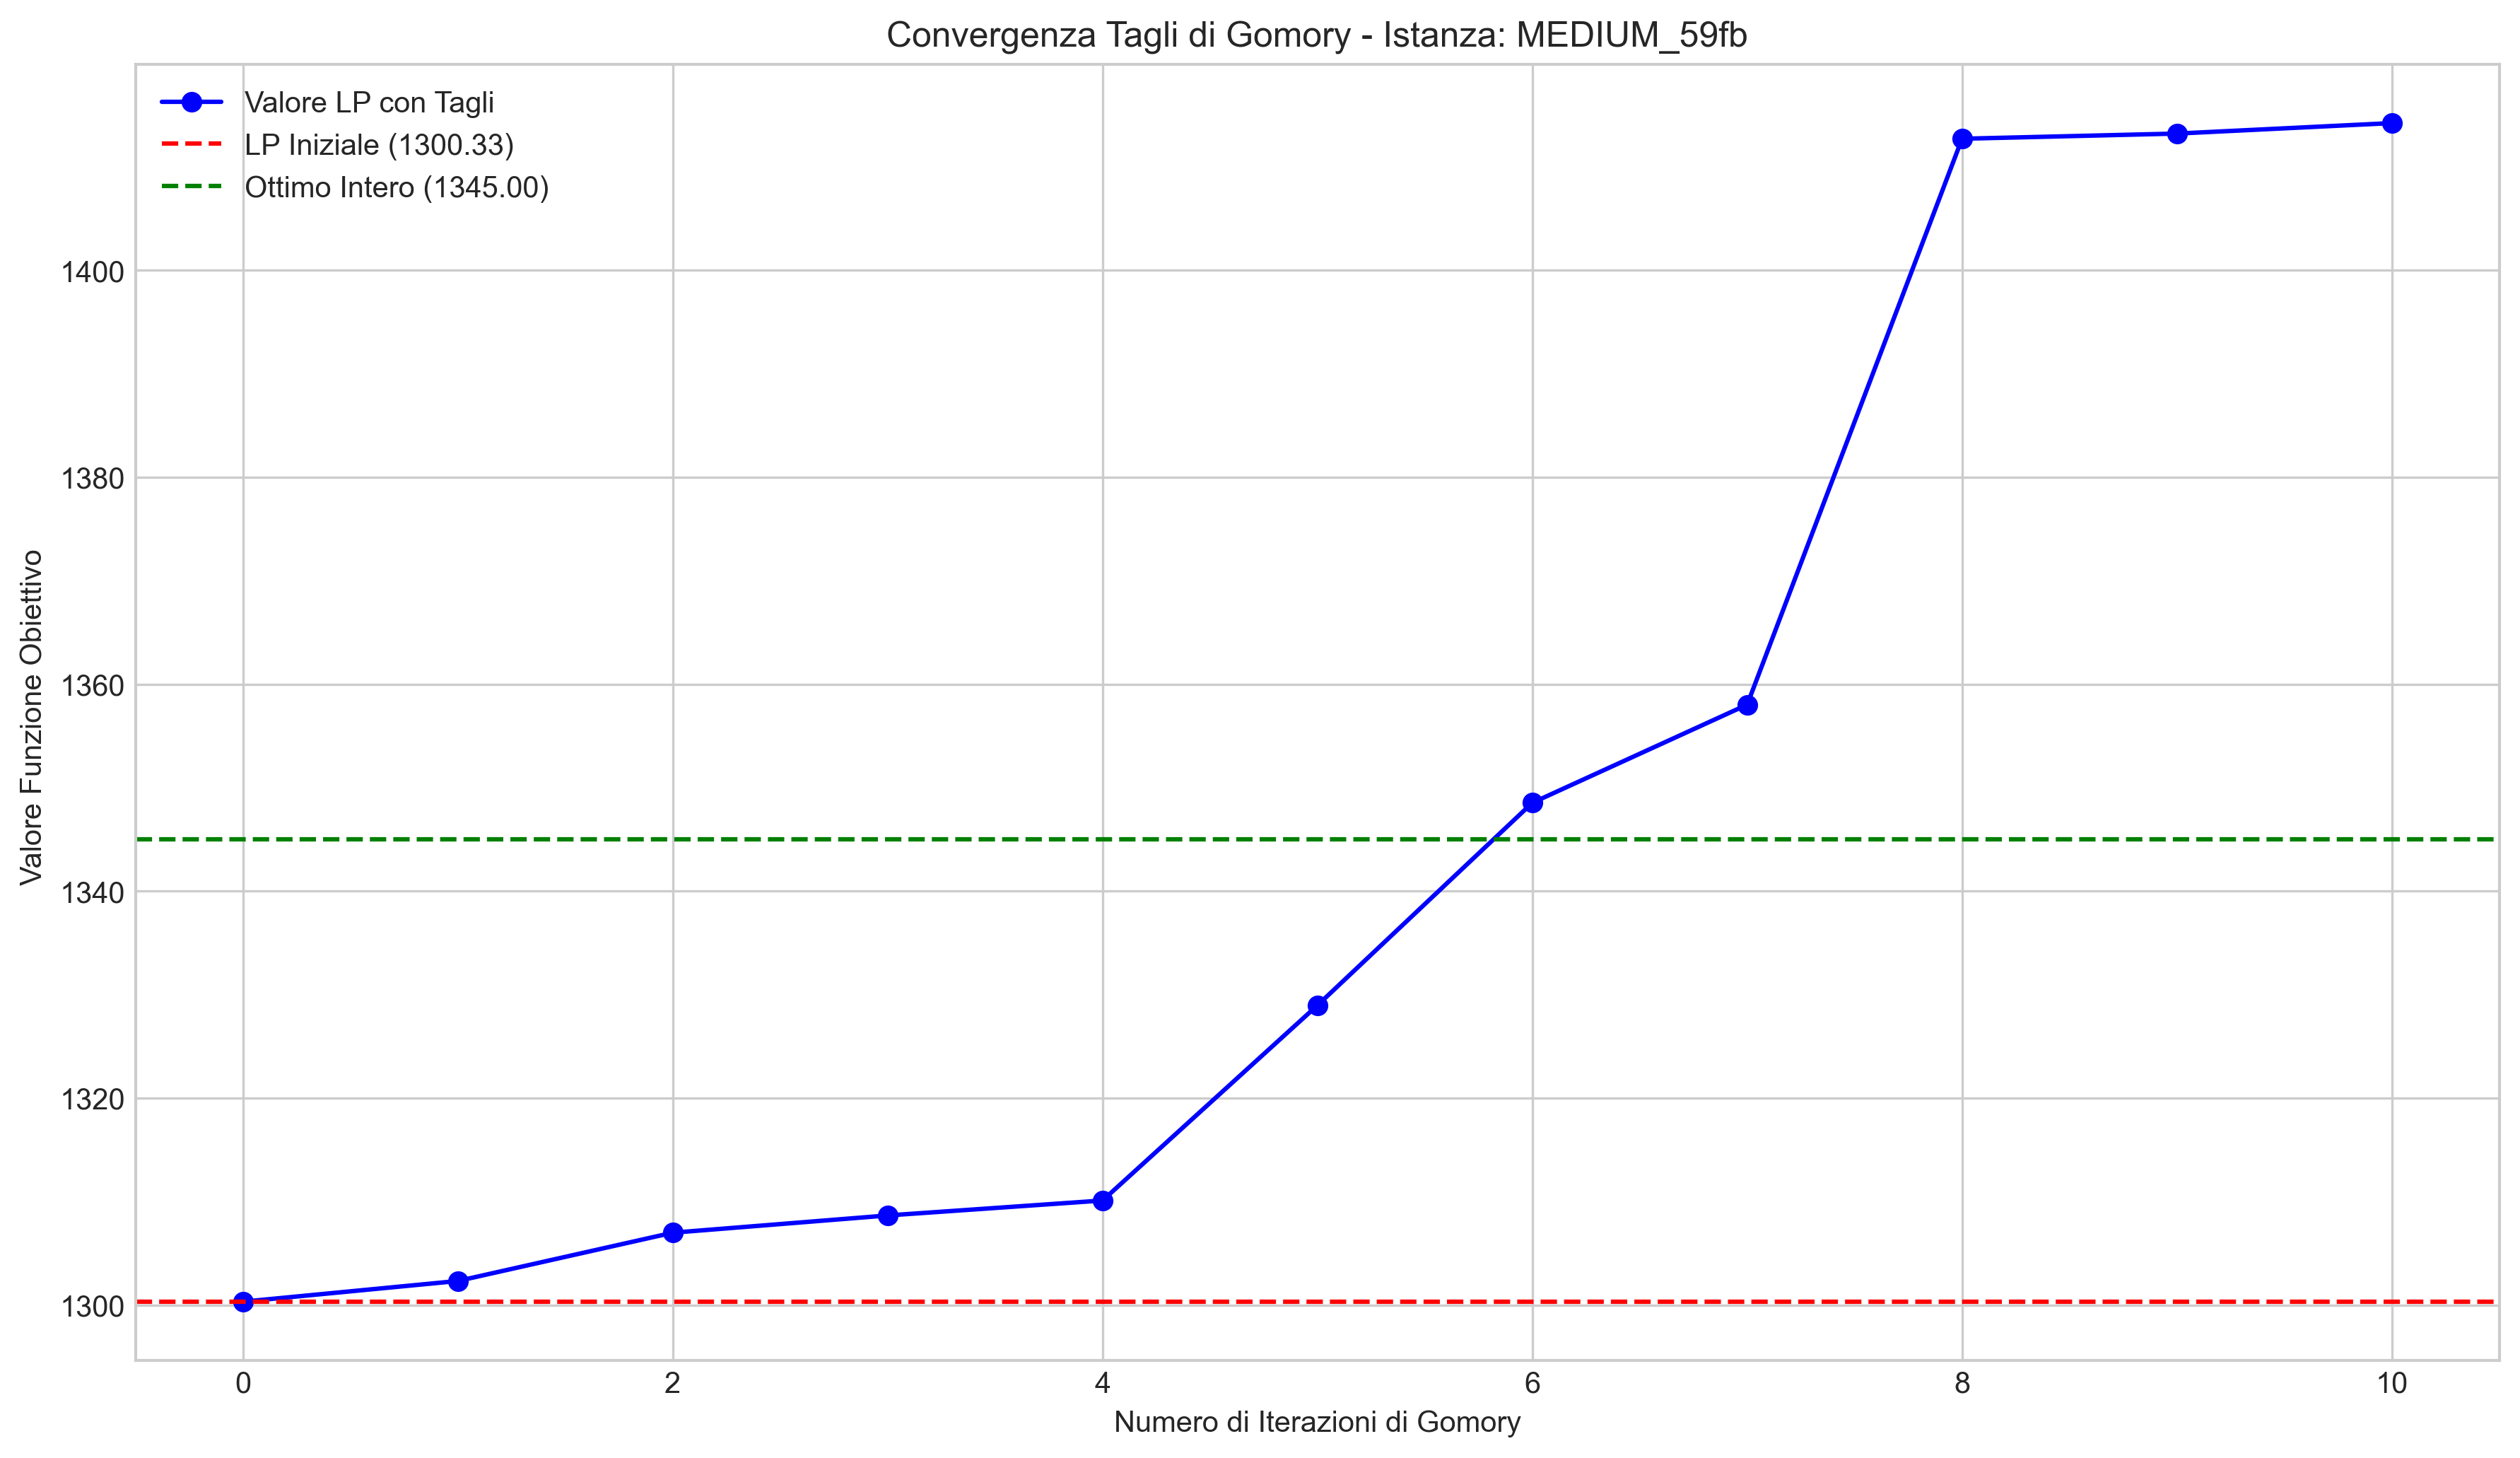 Convergenza Tagli di Gomory - Istanza: MEDIUM_59fb
Valore LP con Tagli
LP Iniziale (1300.33)
Ottimo Intero (1345.00)
Valore Funzione Obiettivo
1400
1380
1360
1340
1320
1300
0 2 4 6 8 10
Numero di Iterazioni di Gomory